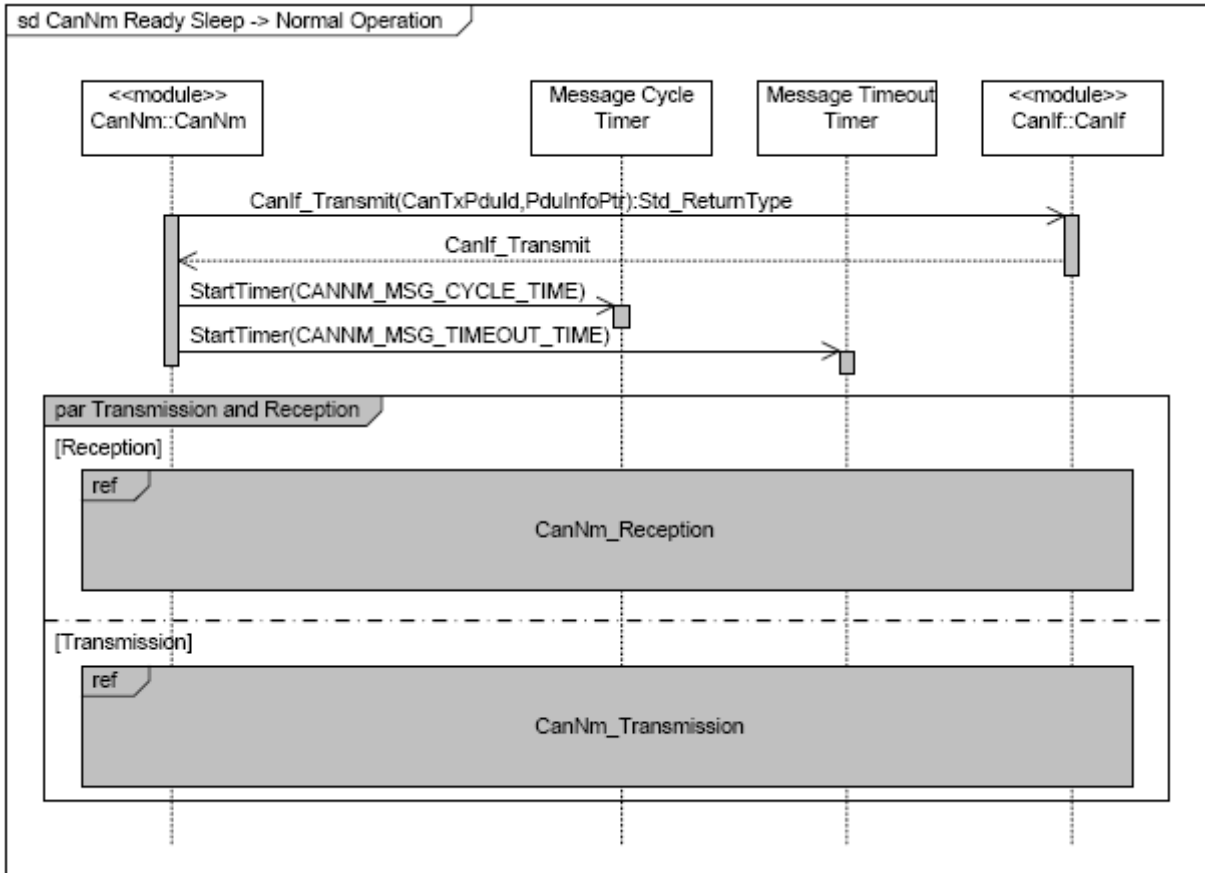 sd CanNm Ready Sleep -> Normal Operation
<<module>>
CanNm::CanNm
Message Cycle
Timer
Message Timeout
Timer
<<module>>
CanIf::CanIf
CanIf_Transmit(CanTxPduId,PduInfoPtr):Std_ReturnType
CanIf_Transmit
StartTimer(CANNM_MSG_CYCLE_TIME)
StartTimer(CANNM_MSG_TIMEOUT_TIME)
par Transmission and Reception
[Reception]
ref
CanNm_Reception
[Transmission]
ref
CanNm_Transmission